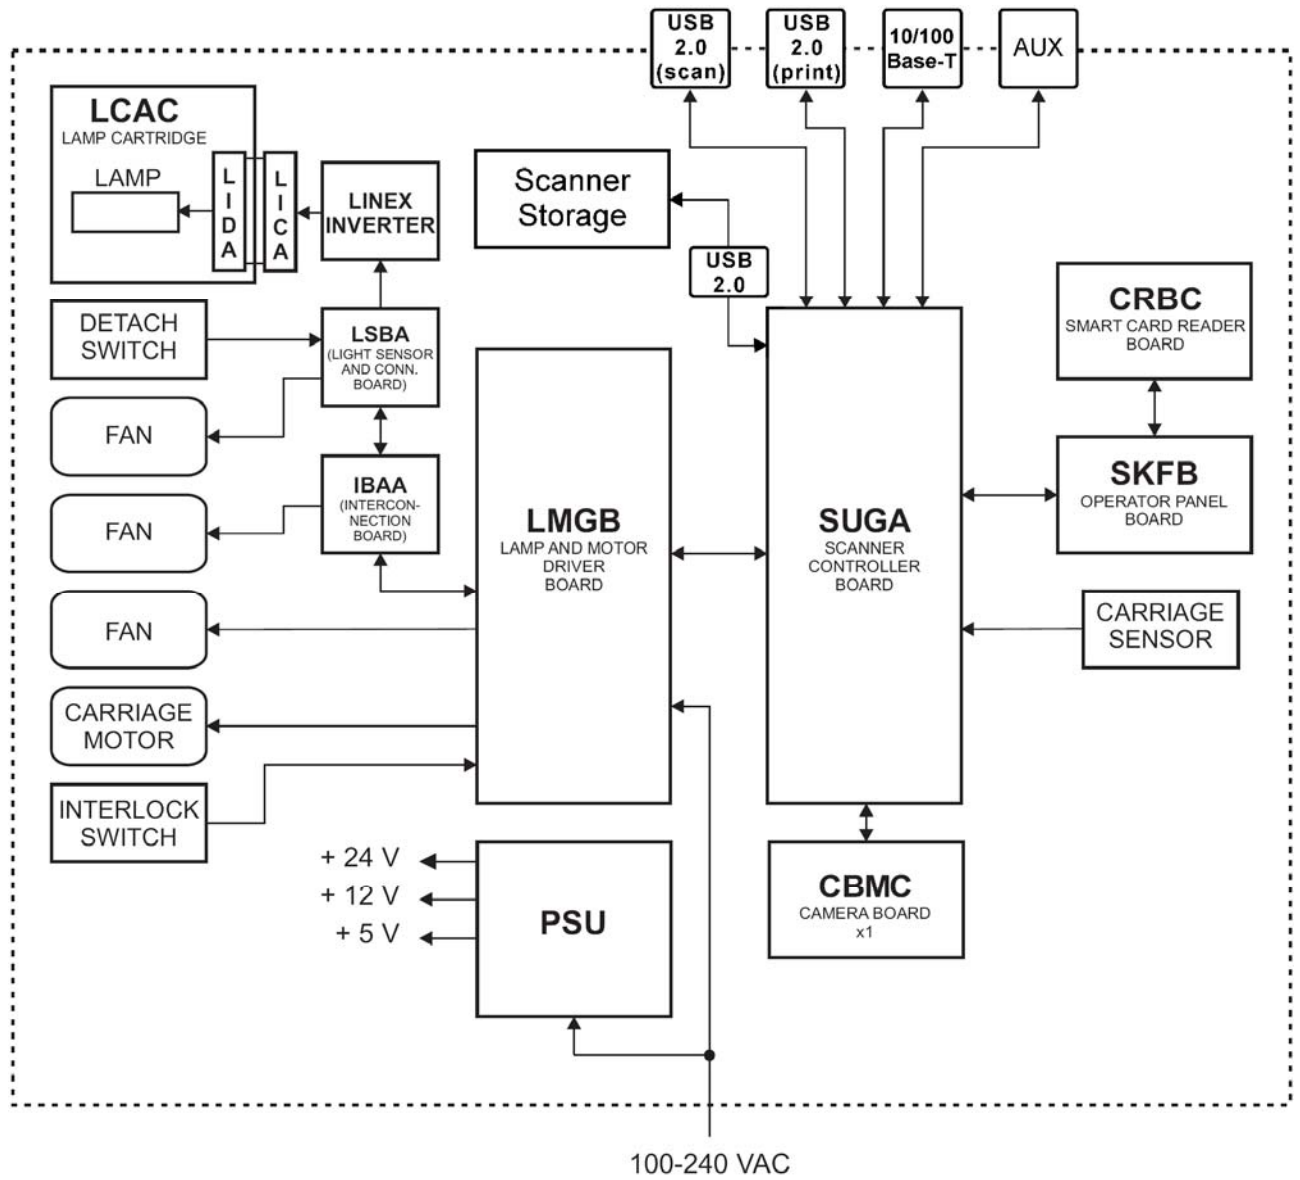 USB
2.0
(scan)
USB
2.0
(print)
10/100
Base-T
AUX
LCAC
LAMP CARTRIDGE
LAMP
L
I
D
A
L
I
C
A
LINEX
INVERTER
Scanner
Storage
USB
2.0
DETACH
SWITCH
LSBA
(LIGHT SENSOR
AND CONN.
BOARD)
CRBC
SMART CARD READER
BOARD
FAN
IBAA
(INTERCON-
NECTION
BOARD)
FAN
LMGB
LAMP AND MOTOR
DRIVER
BOARD
SUGA
SCANNER
CONTROLLER
BOARD
SKFB
OPERATOR PANEL
BOARD
FAN
CARRIAGE
SENSOR
CARRIAGE
MOTOR
INTERLOCK
SWITCH
+ 24 V
+ 12 V
+ 5 V
PSU
CBMC
CAMERA BOARD
x1
100-240 VAC